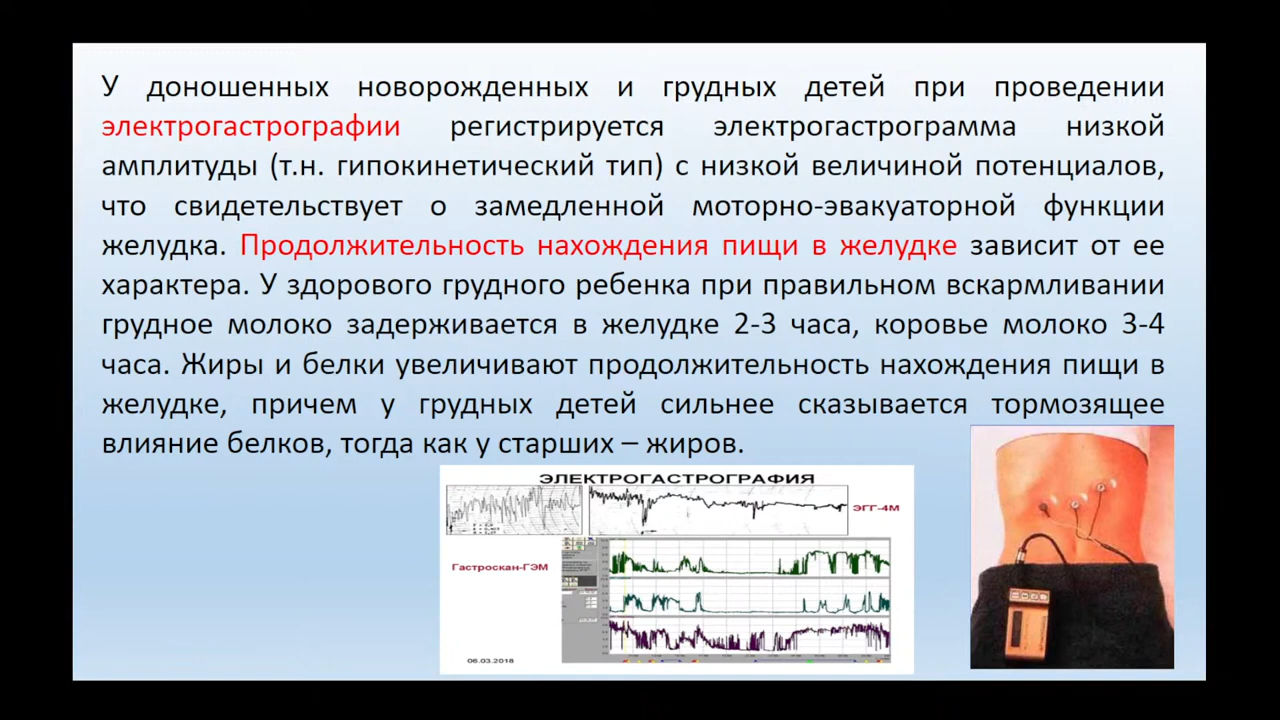 У доношенных новорожденных и грудных детей при проведении
электрогастрографии регистрируется электрогастрограмма низкой
амплитуды (т.н. гипокинетический тип) с низкой величиной потенциалов,
что свидетельствует о замедленной моторно-эвакуаторной функции
желудка. Продолжительность нахождения пищи в желудке зависит от ее
характера. У здорового грудного ребенка при правильном вскармливании
грудное молоко задерживается в желудке 2-3 часа, коровье молоко 3-4
часа. Жиры и белки увеличивают продолжительность нахождения пищи в
желудке, причем у грудных детей сильнее сказывается тормозящее
влияние белков, тогда как у старших – жиров.
ЭЛЕКТРОГАСТРОГРАФИЯ
ЭГГ-4М
Гастроскан-ГЭМ
06.03.2018